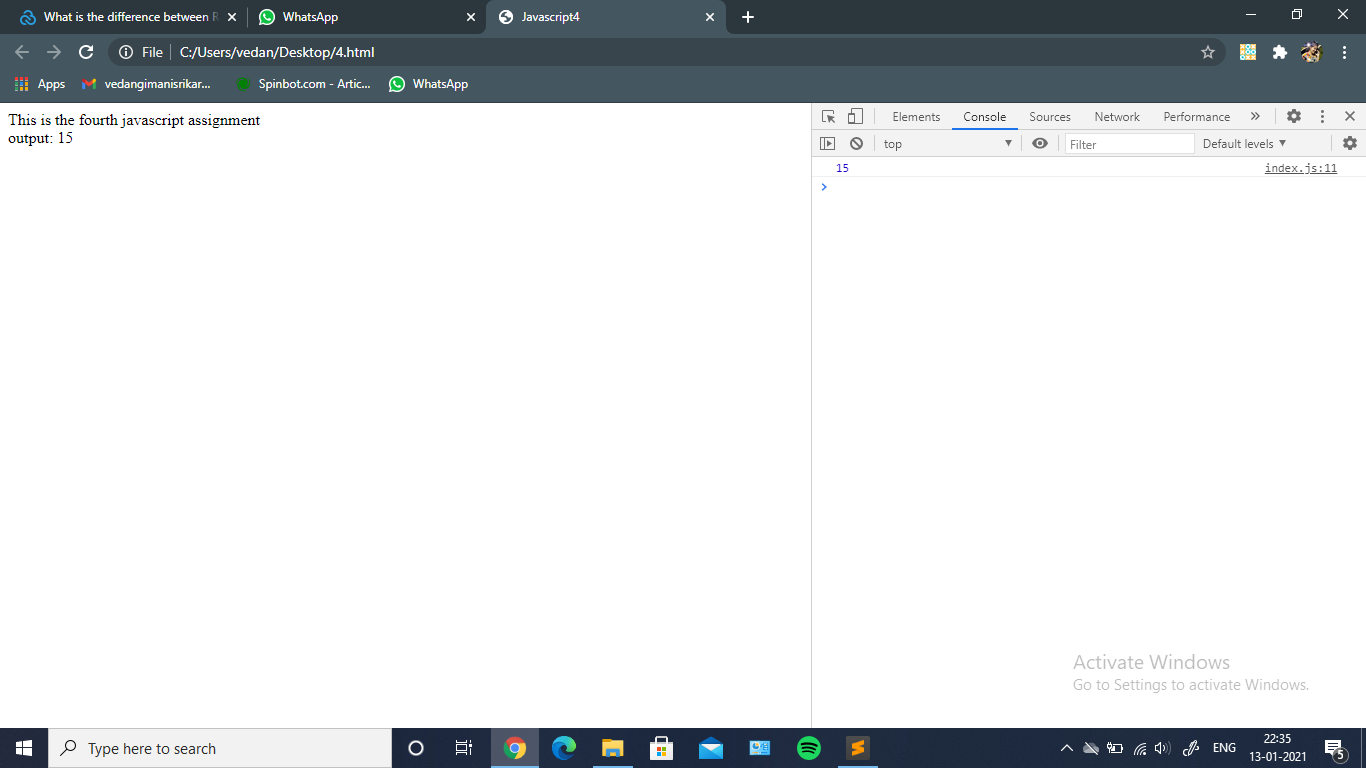 What is the difference between R
WhatsApp
Javascript4
File
C:/Users/vedan/Desktop/4.html
Apps
vedangimanisrikar...
Spinbot.com - Artic...
WhatsApp
This is the fourth javascript assignment
output: 15
Elements
Console
Sources
Network
Performance
top
Filter
Default levels
15
index.js:11
Activate Windows
Go to Settings to activate Windows.
Type here to search
ENG
22:35
13-01-2021
5